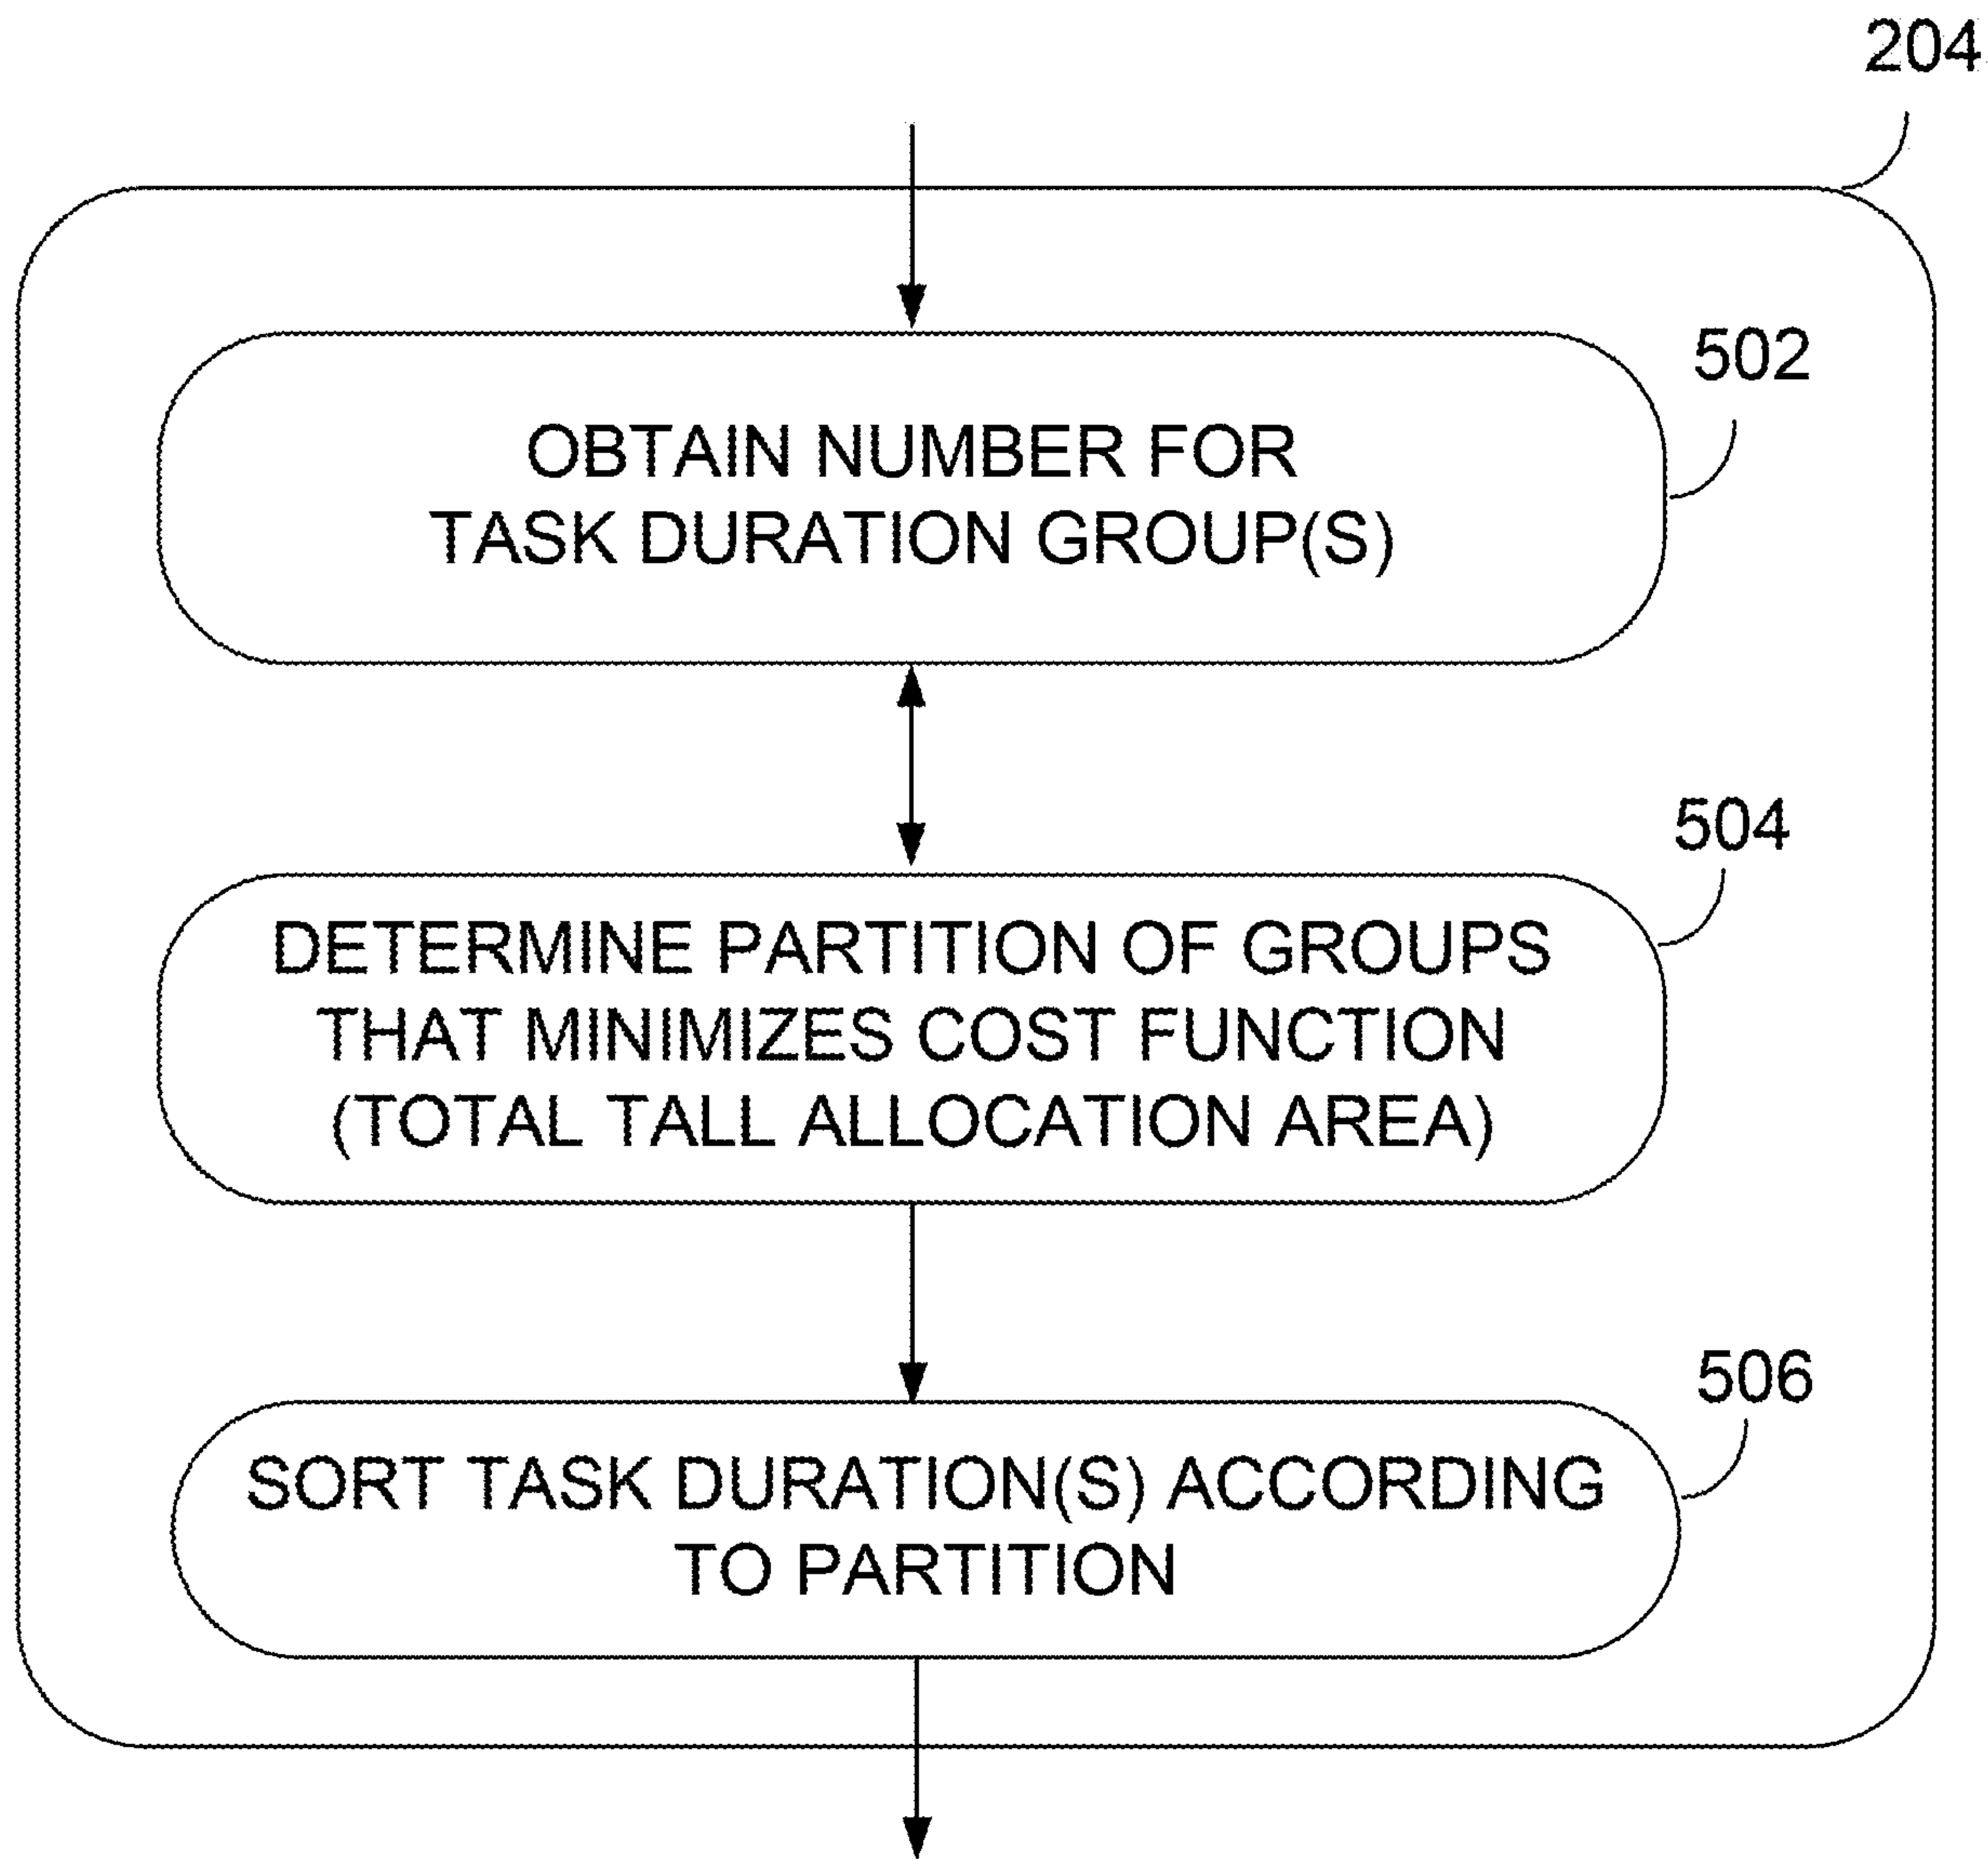 204
502
OBTAIN NUMBER FOR
TASK DURATION GROUP(S)
504
DETERMINE PARTITION OF GROUPS
THAT MINIMIZES COST FUNCTION
(TOTAL TALL ALLOCATION AREA)
506
SORT TASK DURATION(S) ACCORDING
TO PARTITION